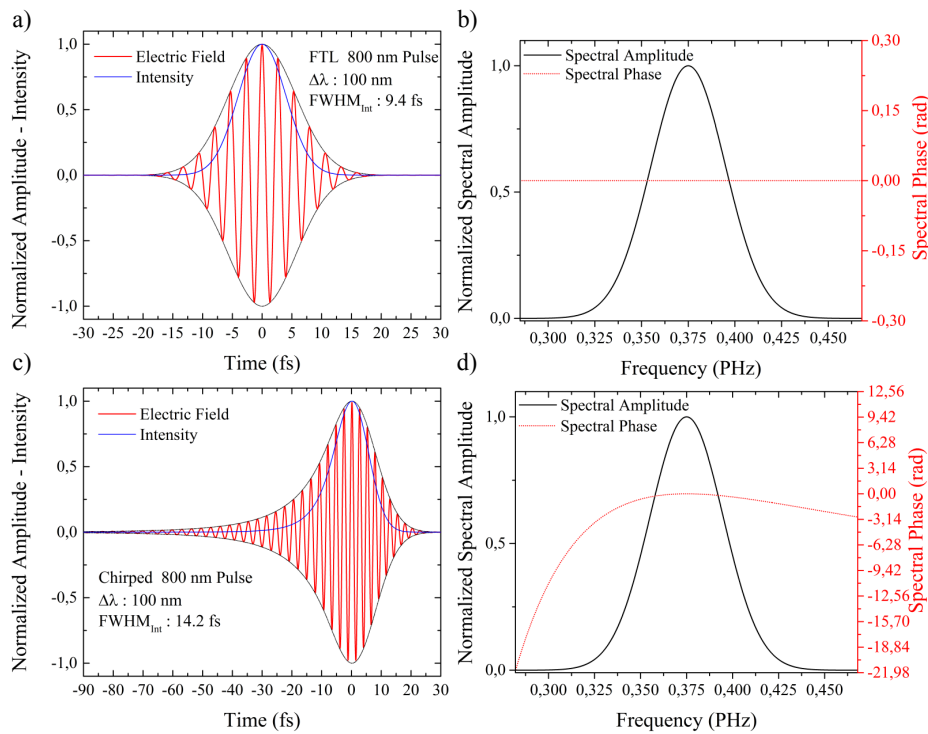 a)
Normalized Amplitude - Intensity
1,0
0,5
0,0
-0,5
-1,0
Electric Field
Intensity
FTL 800 nm Pulse
Δλ : 100 nm
FWHM_Int : 9.4 fs
-30 -25 -20 -15 -10 -5 0 5 10 15 20 25 30
Time (fs)
b)
Normalized Spectral Amplitude
1,0
0,5
0,0
Spectral Amplitude
Spectral Phase
0,30
0,15
0,00
-0,15
-0,30
Spectral Phase (rad)
0,300 0,325 0,350 0,375 0,400 0,425 0,450
Frequency (PHz)
c)
Normalized Amplitude - Intensity
1,0
0,5
0,0
-0,5
-1,0
Electric Field
Intensity
Chirped 800 nm Pulse
Δλ : 100 nm
FWHM_Int : 14.2 fs
-90 -80 -70 -60 -50 -40 -30 -20 -10 0 10 20 30
Time (fs)
d)
Normalized Spectral Amplitude
1,0
0,5
0,0
Spectral Amplitude
Spectral Phase
12,56
9,42
6,28
3,14
0,00
-3,14
-6,28
-9,42
-12,56
-15,70
-18,84
-21,98
Spectral Phase (rad)
0,300 0,325 0,350 0,375 0,400 0,425 0,450
Frequency (PHz)